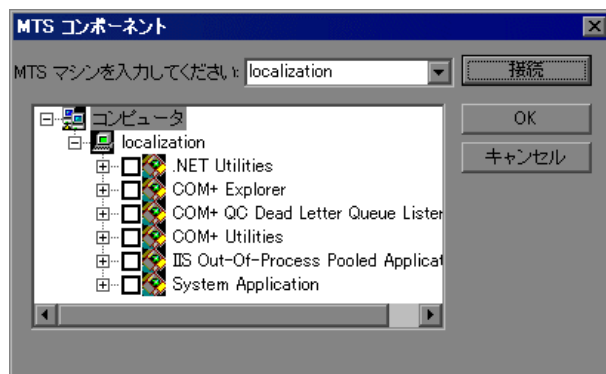 MTS コンポーネント
MTS マシンを入力してください: localization 接続
コンピュータ OK
localization キャンセル
.NET Utilities
COM+ Explorer
COM+ QC Dead Letter Queue Lister
COM+ Utilities
IIS Out-Of-Process Pooled Applicat
System Application